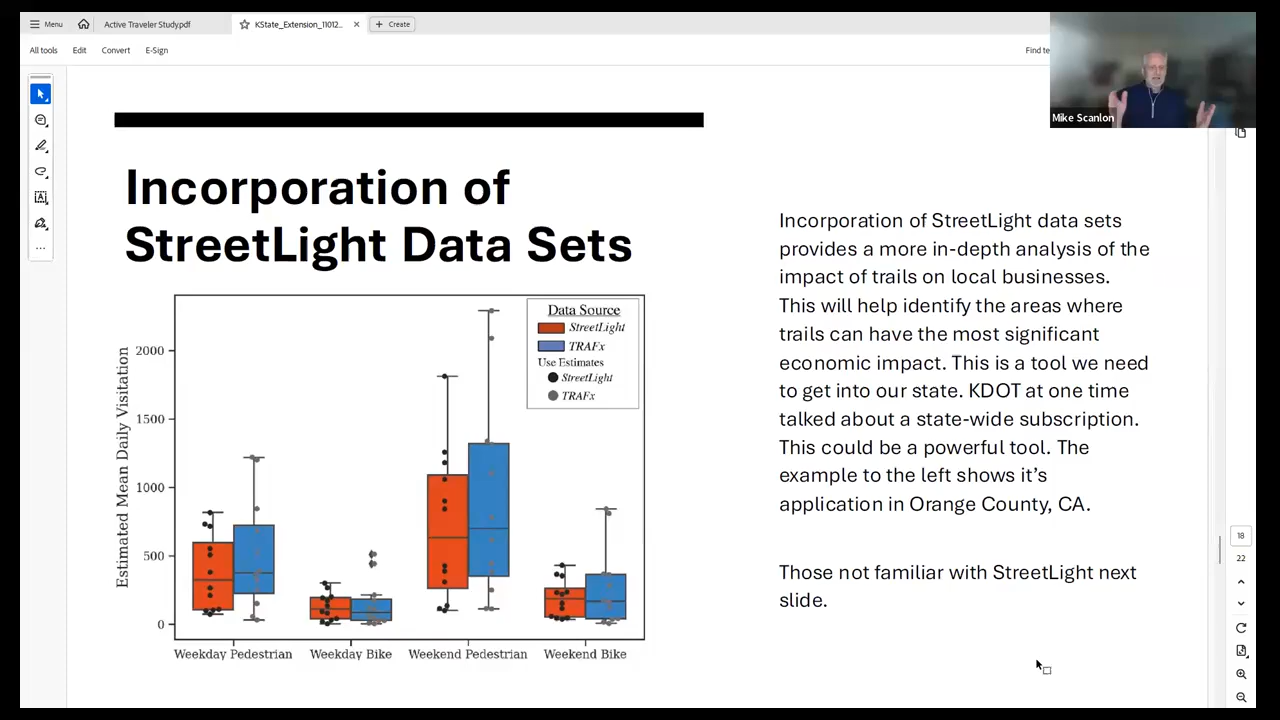 Menu
Active Traveler Study.pdf
KState_Extension_11012...
Create
All tools
Edit
Convert
E-Sign
Find te
Mike Scanlon
Incorporation of
StreetLight Data Sets
Data Source
StreetLight
TRAFx
Use Estimates
StreetLight
TRAFx
Estimated Mean Daily Visitation
2000
1500
1000
500
0
Weekday Pedestrian
Weekday Bike
Weekend Pedestrian
Weekend Bike
Incorporation of StreetLight data sets
provides a more in-depth analysis of the
impact of trails on local businesses.
This will help identify the areas where
trails can have the most significant
economic impact. This is a tool we need
to get into our state. KDOT at one time
talked about a state-wide subscription.
This could be a powerful tool. The
example to the left shows it's
application in Orange County, CA.
Those not familiar with StreetLight next
slide.
18
22